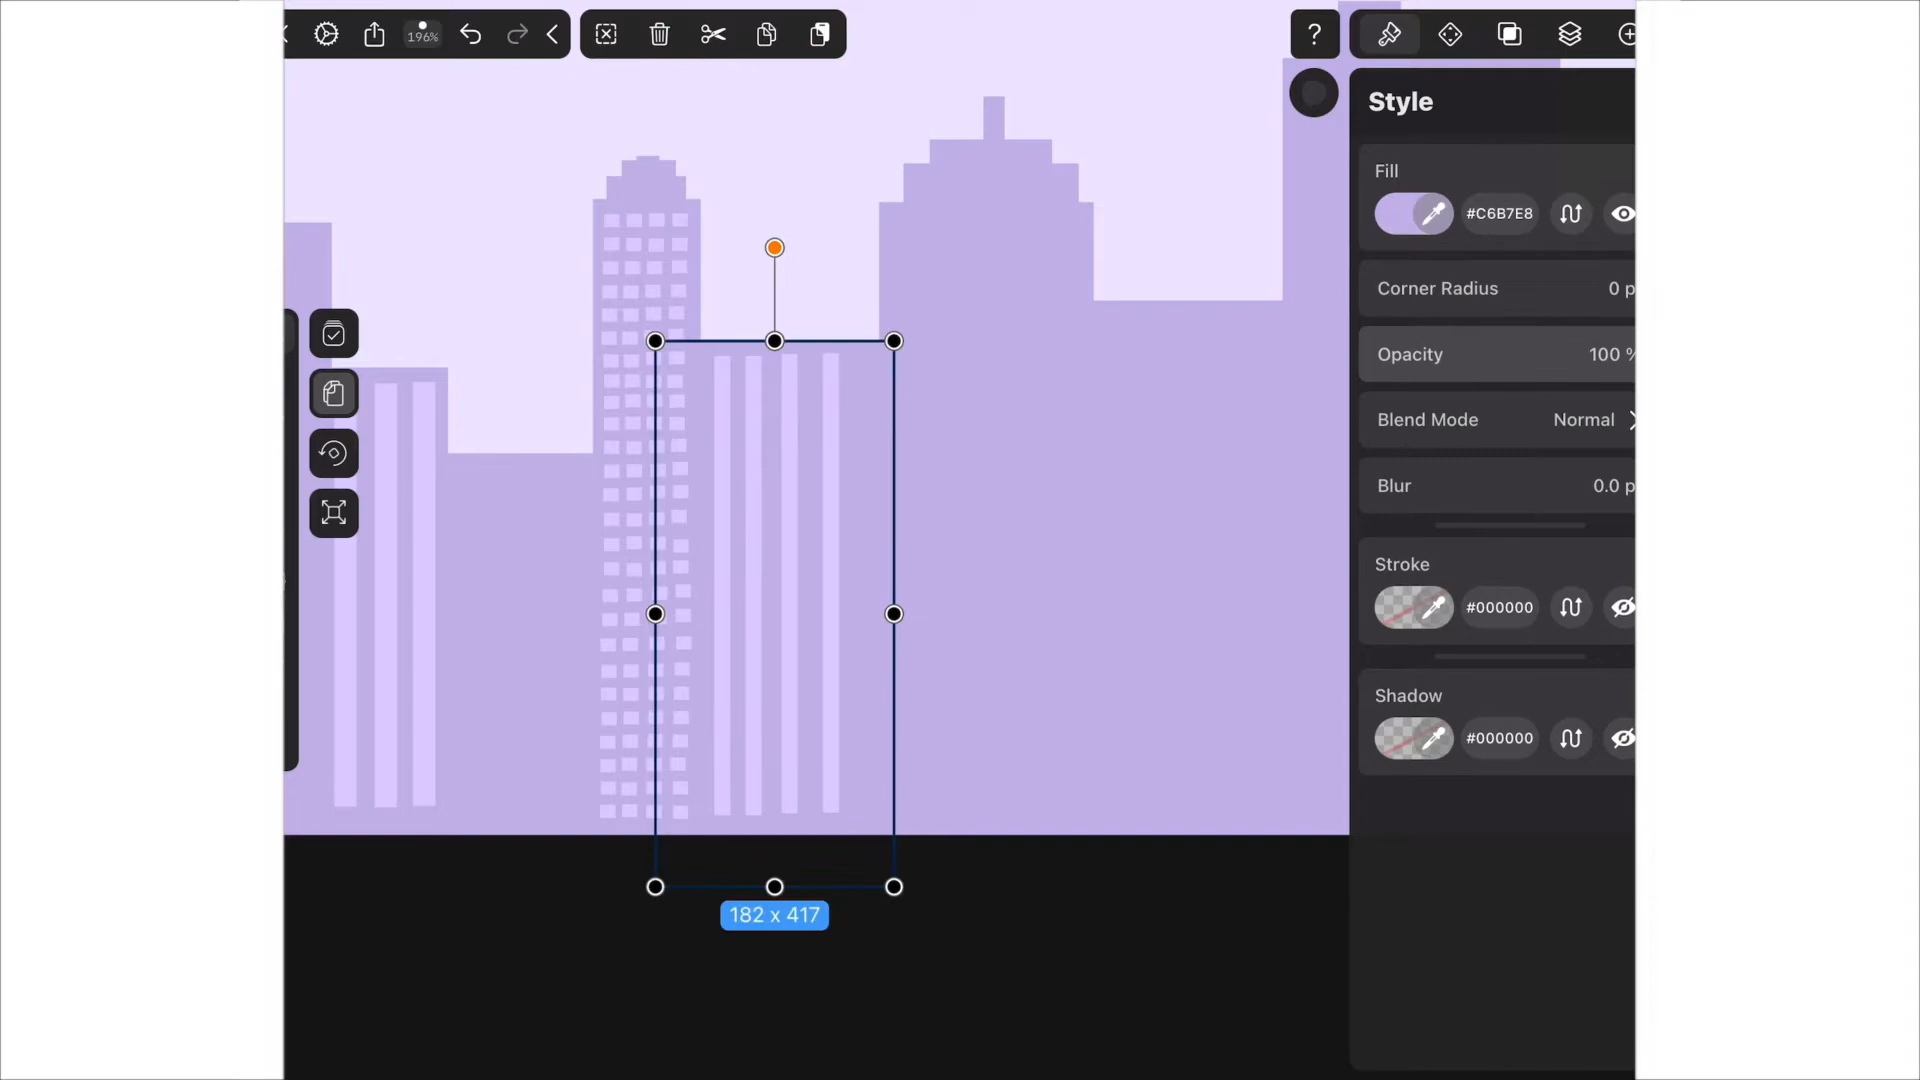 196%
?
Style
Fill
#C6B7E8
Corner Radius 0 p
Opacity 100 %
Blend Mode Normal
Blur 0.0 p
Stroke
#000000
Shadow
#000000
182 x 417